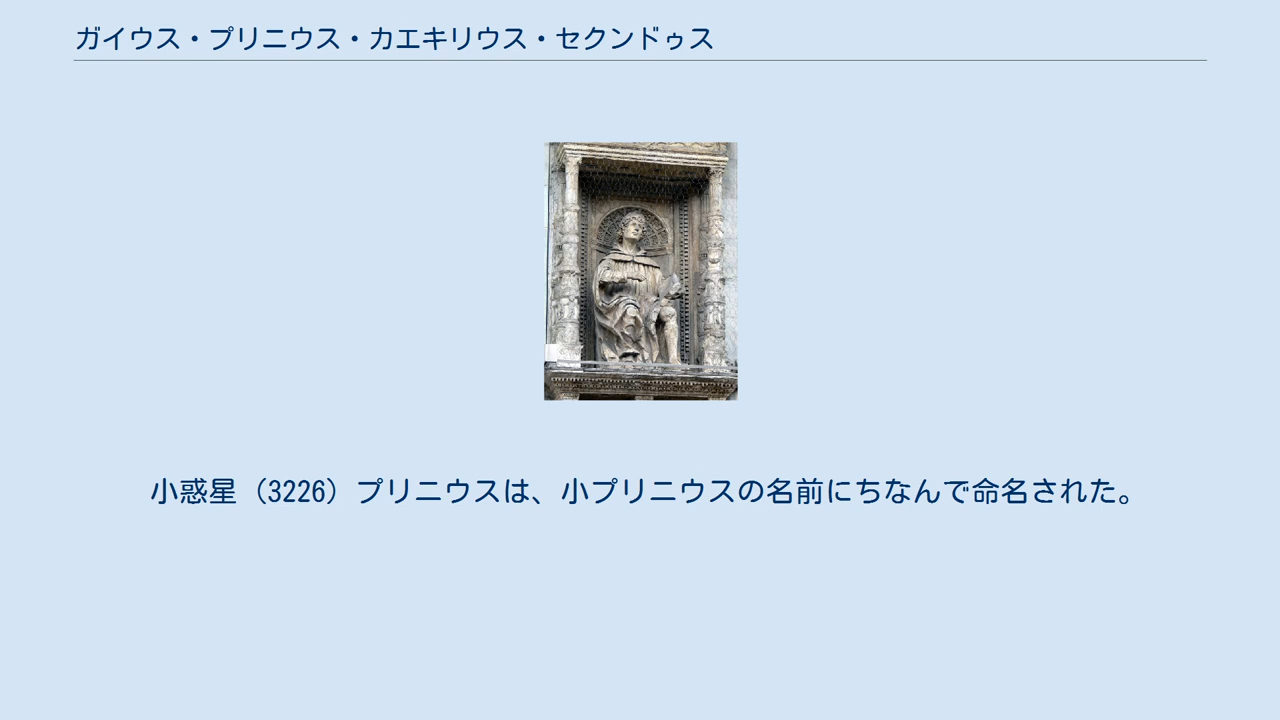 ガイウス・プリニウス・カエキリウス・セクンドゥス
小惑星（3226）プリニウスは、小プリニウスの名前にちなんで命名された。